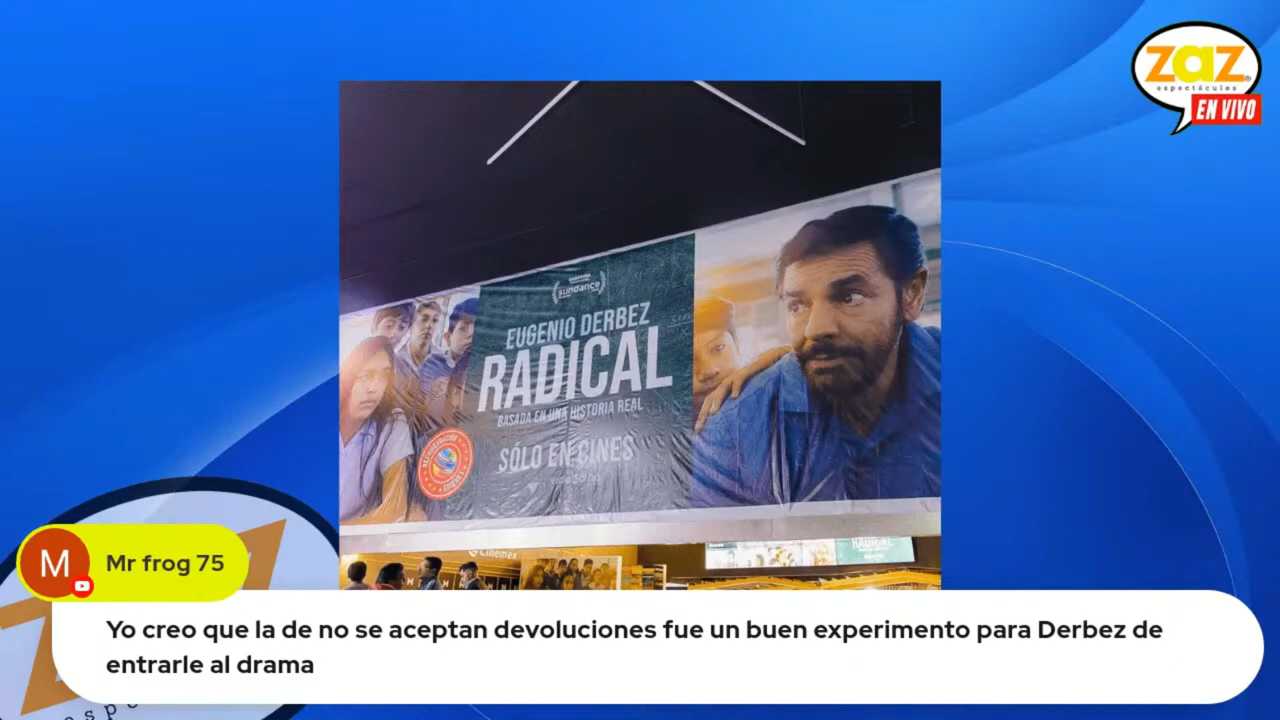 zaz
espectáculos
EN VIVO
sundance
EUGENIO DERBEZ
RADICAL
BASADA EN UNA HISTORIA REAL
SÓLO EN CINES
RECOMENDACIÓN
CINEMEX
Cinemex
Mr frog 75
M
Yo creo que la de no se aceptan devoluciones fue un buen experimento para Derbez de
entrarle al drama